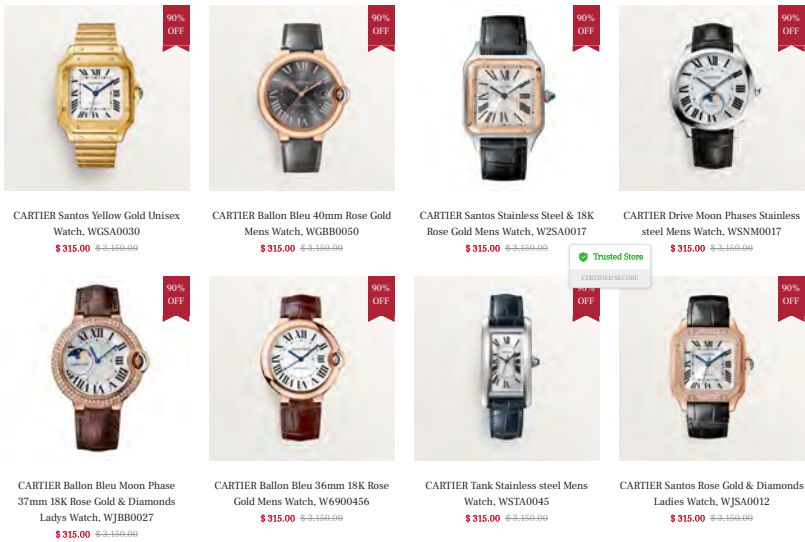 90%
OFF
90%
OFF
90%
OFF
90%
OFF
CARTIER Santos Yellow Gold Unisex
Watch, WGSA0030
$ 315.00 $ 3,150.00
CARTIER Ballon Bleu 40mm Rose Gold
Mens Watch, WGBB0050
$ 315.00 $ 3,150.00
CARTIER Santos Stainless Steel & 18K
Rose Gold Mens Watch, W2SA0017
$ 315.00 $ 3,150.00
CARTIER Drive Moon Phases Stainless
steel Mens Watch, WSNM0017
$ 315.00 $ 3,150.00
Trusted Store
CERTIFIED SECURE
90%
OFF
90%
OFF
OFF
90%
OFF
CARTIER Ballon Bleu Moon Phase
37mm 18K Rose Gold & Diamonds
Ladys Watch, WJBB0027
$ 315.00 $ 3,150.00
CARTIER Ballon Bleu 36mm 18K Rose
Gold Mens Watch, W6900456
$ 315.00 $ 3,150.00
CARTIER Tank Stainless steel Mens
Watch, WSTA0045
$ 315.00 $ 3,150.00
CARTIER Santos Rose Gold & Diamonds
Ladies Watch, WJSA0012
$ 315.00 $ 3,150.00